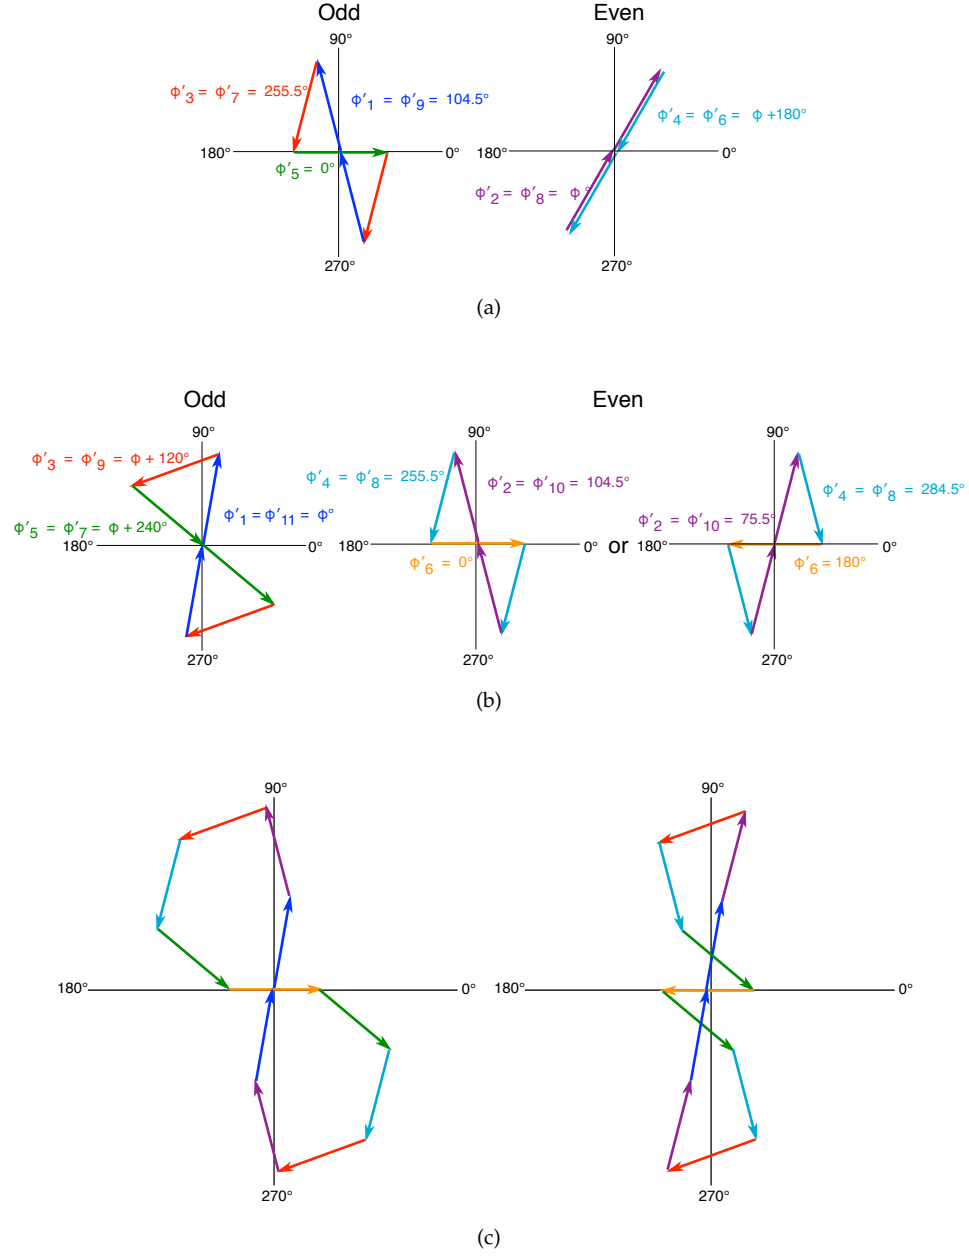 Odd Even
90° 90°
ϕ′3 = ϕ′7 = 255.5° ϕ′1 = ϕ′9 = 104.5° ϕ′4 = ϕ′6 = ϕ +180°
180° 0° 180° 0°
ϕ′5 = 0° ϕ′2 = ϕ′8 = ϕ °
270° 270°
(a)
Odd Even
90° 90° 90°
ϕ′3 = ϕ′9 = ϕ + 120° ϕ′4 = ϕ′8 = 255.5° ϕ′2 = ϕ′10 = 104.5° ϕ′4 = ϕ′8 = 284.5°
ϕ′5 = ϕ′7 = ϕ + 240° ϕ′1 = ϕ′11 = ϕ° ϕ′2 = ϕ′10 = 75.5°
180° 0° 180° 0° or 180° 0°
ϕ′6 = 0° ϕ′6 = 180°
270° 270° 270°
(b)
90° 90°
180° 0° 180° 0°
270° 270°
(c)